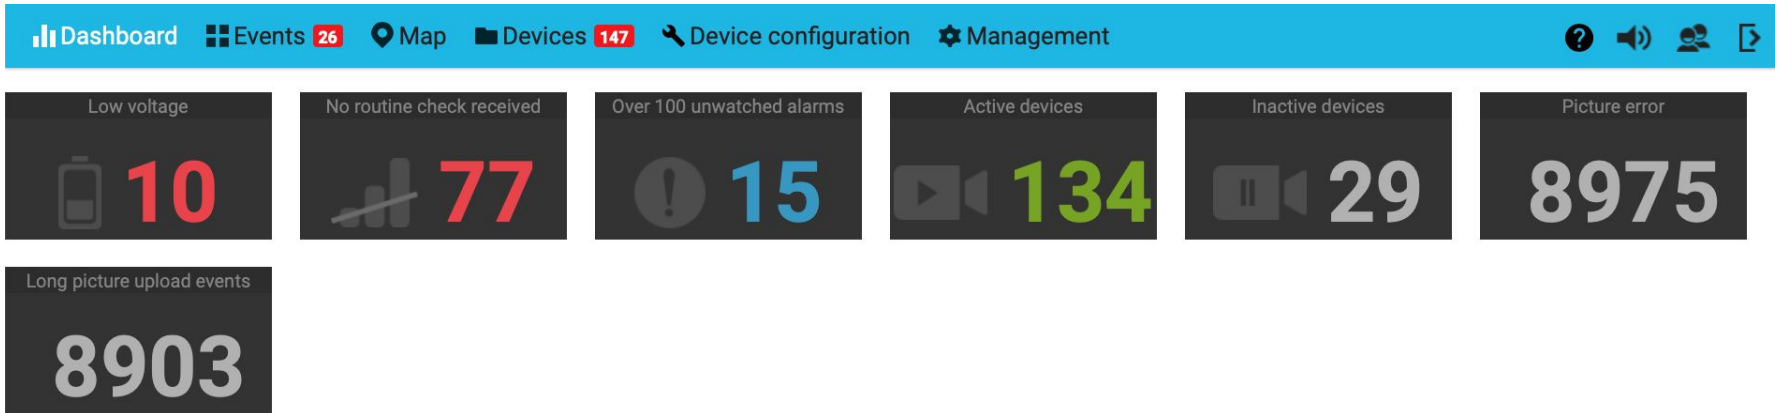 Dashboard Events 26 Map Devices 147 Device configuration Management ?
Low voltage
10
No routine check received
77
Over 100 unwatched alarms
15
Active devices
134
Inactive devices
29
Picture error
8975
Long picture upload events
8903